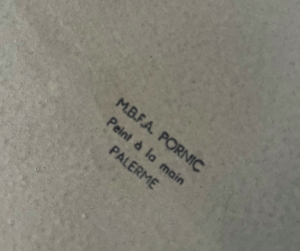 M.B.F.A. PORNIC
Peint à la main
PALERME